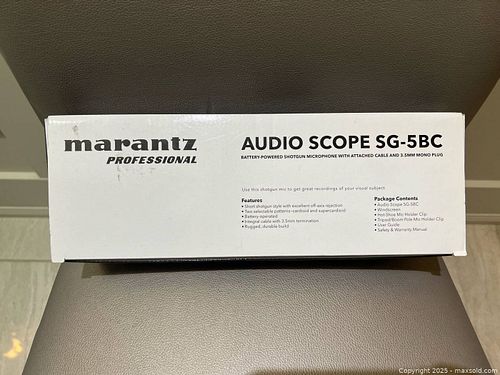 marantz
PROFESSIONAL
AUDIO SCOPE SG-5BC
BATTERY-POWERED SHOTGUN MICROPHONE WITH ATTACHED CABLE AND 3.5MM MONO PLUG
Use this shotgun mic to get great recordings of your visual subject
Features
• Short shotgun style with excellent off-axis rejection
• Two selectable patterns –cardioid and supercardioid
• Battery operated
• Integral cable with 3.5mm termination
• Rugged, durable build
Package Contents
• Audio Scope SG-5BC
• Windscreen
• Hot Shoe Mic Holder Clip
• Tripod/Boom Pole Mic Holder Clip
• User Guide
• Safety & Warranty Manual
Copyright 2025 - maxsold.com